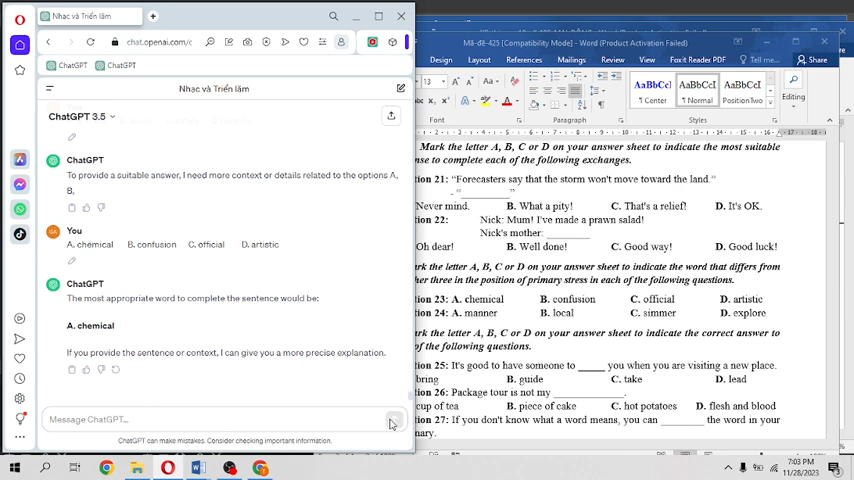 Nhạc và Triển lãm
chat.openai.com/c
ChatGPT
ChatGPT
Nhạc và Triển lãm
ChatGPT 3.5
ChatGPT
To provide a suitable answer, I need more context or details related to the options A,
B,
You
A. chemical B. confusion C. official D. artistic
ChatGPT
The most appropriate word to complete the sentence would be:
A. chemical
If you provide the sentence or context, I can give you a more precise explanation.
Message ChatGPT...
ChatGPT can make mistakes. Consider checking important information.
Mã-đề-425 [Compatibility Mode] - Word (Product Activation Failed)
Design Layout References Mailings Review View Foxit Reader PDF Tell me... Share
13
AaBbCcI AaBbCcI AaBbCcI
¶ Center ¶ Normal PositionTwo
Editing
Font Paragraph Styles
Mark the letter A, B, C or D on your answer sheet to indicate the most suitable
nse to complete each of the following exchanges.
stion 21: “Forecasters say that the storm won't move toward the land.”
- “_________”
Never mind. B. What a pity! C. That's a relief! D. It's OK.
stion 22: Nick: Mum! I've made a prawn salad!
Nick's mother: ________
Oh dear! B. Well done! C. Good way! D. Good luck!
rk the letter A, B, C or D on your answer sheet to indicate the word that differs from
her three in the position of primary stress in each of the following questions.
stion 23: A. chemical B. confusion C. official D. artistic
stion 24: A. manner B. local C. simmer D. explore
rk the letter A, B, C or D on your answer sheet to indicate the correct answer to
of the following questions.
stion 25: It's good to have someone to _____ you when you are visiting a new place.
bring B. guide C. take D. lead
stion 26: Package tour is not my _____________.
cup of tea B. piece of cake C. hot potatoes D. flesh and blood
stion 27: If you don't know what a word means, you can ________ the word in your
nary.
7:03 PM
11/28/2023